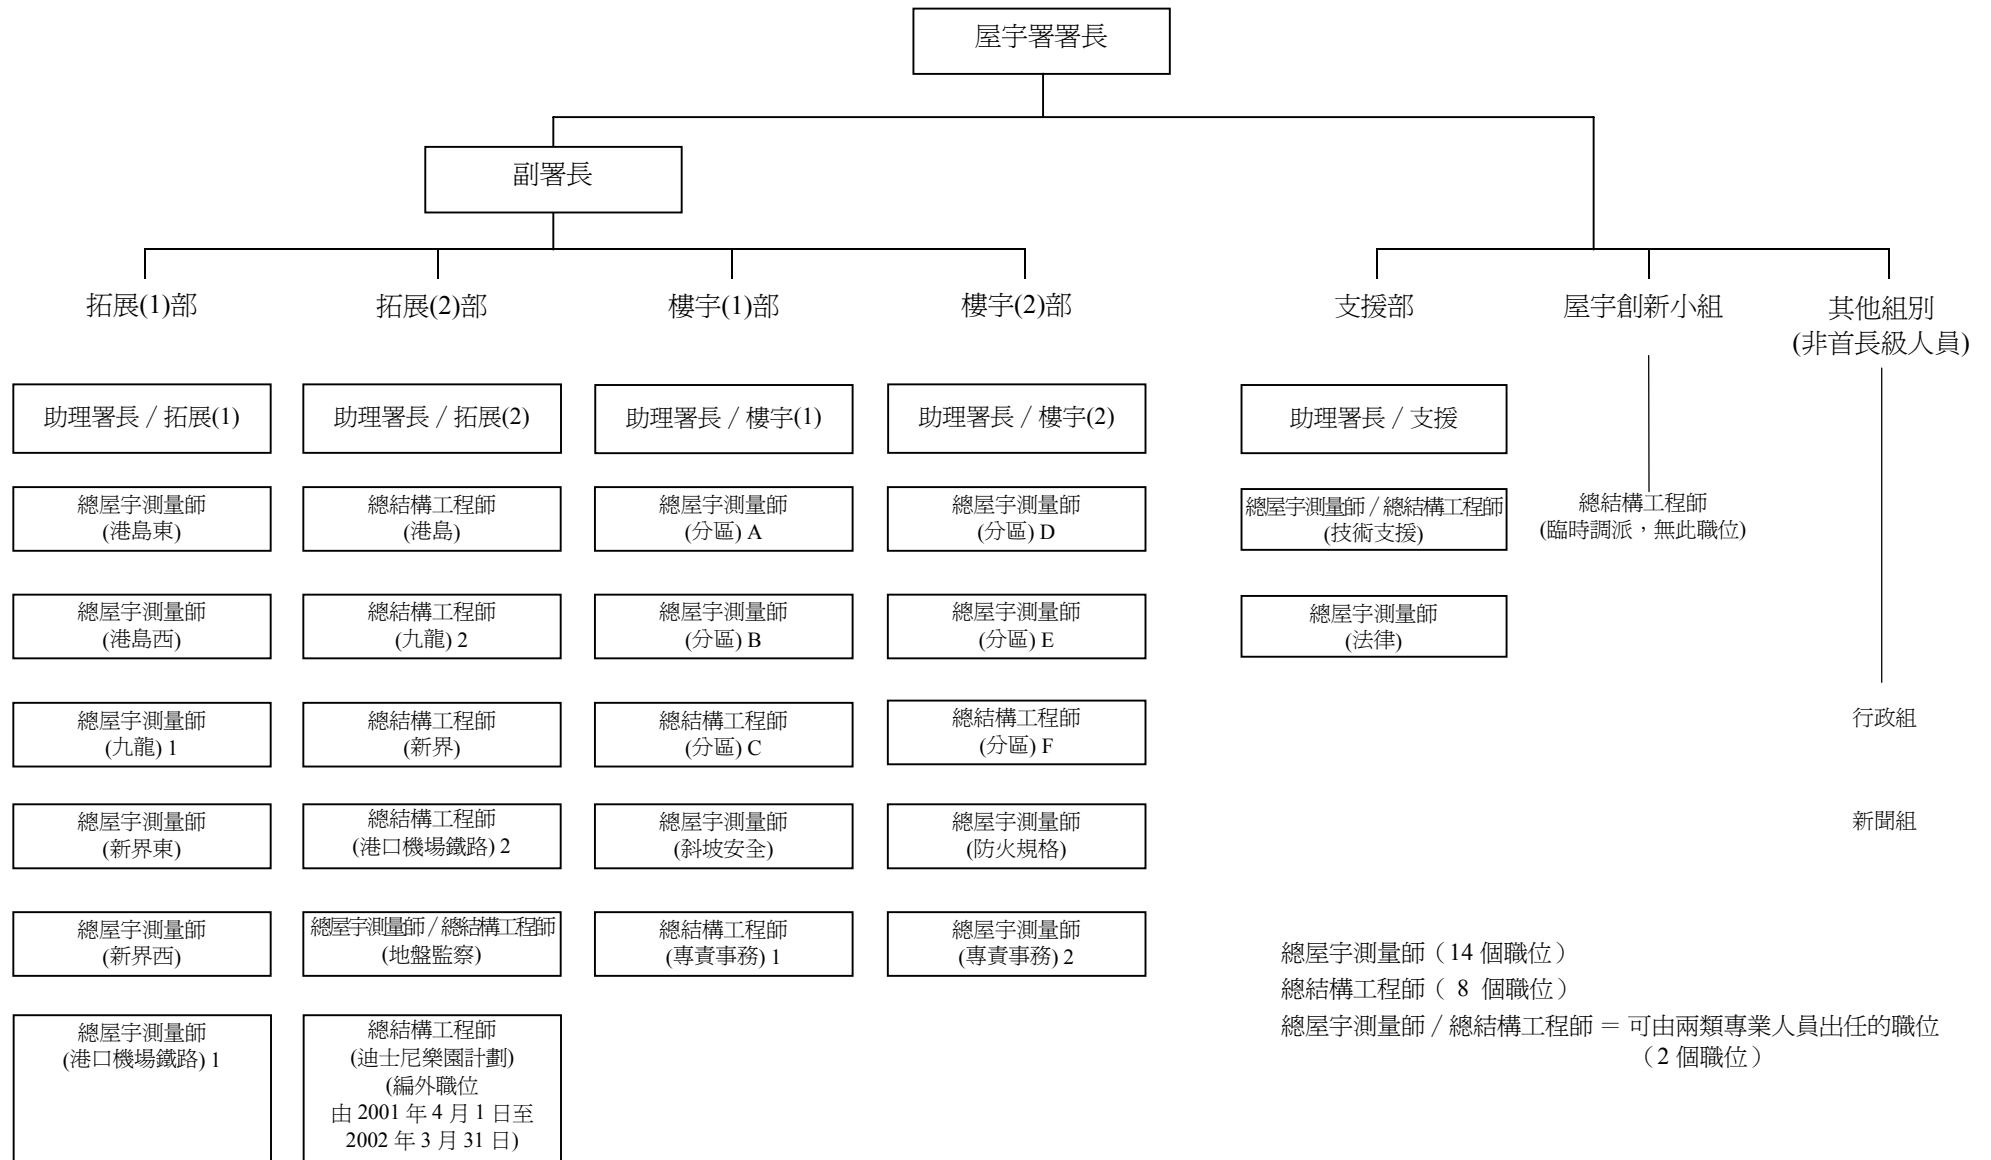 屋宇署署長
副署長
拓展(1)部
拓展(2)部
樓宇(1)部
樓宇(2)部
支援部
屋宇創新小組
其他組別
(非首長級人員)
助理署長 / 拓展(1)
助理署長 / 拓展(2)
助理署長 / 樓宇(1)
助理署長 / 樓宇(2)
助理署長 / 支援
總屋宇測量師
(港島東)
總結構工程師
(港島)
總屋宇測量師
(分區) A
總屋宇測量師
(分區) D
總屋宇測量師 / 總結構工程師
(技術支援)
總結構工程師
(臨時調派，無此職位)
總屋宇測量師
(港島西)
總結構工程師
(九龍) 2
總屋宇測量師
(分區) B
總屋宇測量師
(分區) E
總屋宇測量師
(法律)
總屋宇測量師
(九龍) 1
總結構工程師
(新界)
總結構工程師
(分區) C
總結構工程師
(分區) F
行政組
總屋宇測量師
(新界東)
總結構工程師
(港口機場鐵路) 2
總屋宇測量師
(斜坡安全)
總屋宇測量師
(防火規格)
新聞組
總屋宇測量師
(新界西)
總屋宇測量師 / 總結構工程師
(地盤監察)
總結構工程師
(專責事務) 1
總屋宇測量師
(專責事務) 2
總屋宇測量師
(港口機場鐵路) 1
總結構工程師
(迪士尼樂園計劃)
(編外職位
由 2001 年 4 月 1 日至
2002 年 3 月 31 日)
總屋宇測量師（14 個職位）
總結構工程師（ 8 個職位）
總屋宇測量師 / 總結構工程師 ＝ 可由兩類專業人員出任的職位
（2 個職位）